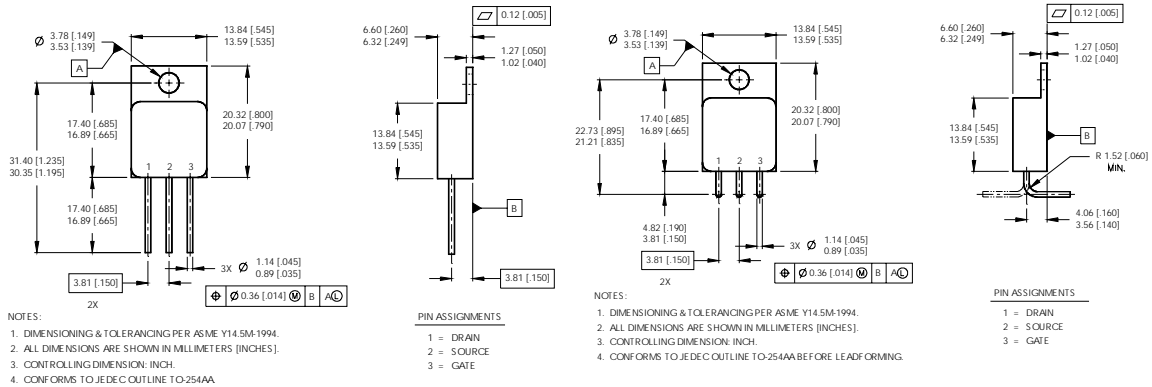 ⌀ 3.78 [.149]
3.53 [.139]
A
13.84 [.545]
13.59 [.535]
17.40 [.685]
16.89 [.665]
20.32 [.800]
20.07 [.790]
31.40 [1.235]
30.35 [1.195]
1 2 3
17.40 [.685]
16.89 [.665]
3.81 [.150]
2X
3X ⌀ 1.14 [.045]
0.89 [.035]
⌖ ⌀ 0.36 [.014] Ⓜ B A Ⓛ
NOTES:
1. DIMENSIONING & TOLERANCING PER ASME Y14.5M-1994.
2. ALL DIMENSIONS ARE SHOWN IN MILLIMETERS [INCHES].
3. CONTROLLING DIMENSION: INCH.
4. CONFORMS TO JEDEC OUTLINE TO-254AA.
⏥ 0.12 [.005]
6.60 [.260]
6.32 [.249]
1.27 [.050]
1.02 [.040]
13.84 [.545]
13.59 [.535]
B
3.81 [.150]
PIN ASSIGNMENTS
1 = DRAIN
2 = SOURCE
3 = GATE
⌀ 3.78 [.149]
3.53 [.139]
A
13.84 [.545]
13.59 [.535]
17.40 [.685]
16.89 [.665]
20.32 [.800]
20.07 [.790]
22.73 [.895]
21.21 [.835]
1 2 3
4.82 [.190]
3.81 [.150]
3.81 [.150]
2X
3X ⌀ 1.14 [.045]
0.89 [.035]
⌖ ⌀ 0.36 [.014] Ⓜ B A Ⓛ
NOTES:
1. DIMENSIONING & TOLERANCING PER ASME Y14.5M-1994.
2. ALL DIMENSIONS ARE SHOWN IN MILLIMETERS [INCHES].
3. CONTROLLING DIMENSION: INCH.
4. CONFORMS TO JEDEC OUTLINE TO-254AA BEFORE LEADFORMING.
⏥ 0.12 [.005]
6.60 [.260]
6.32 [.249]
1.27 [.050]
1.02 [.040]
13.84 [.545]
13.59 [.535]
B
R 1.52 [.060]
MIN.
4.06 [.160]
3.56 [.140]
PIN ASSIGNMENTS
1 = DRAIN
2 = SOURCE
3 = GATE